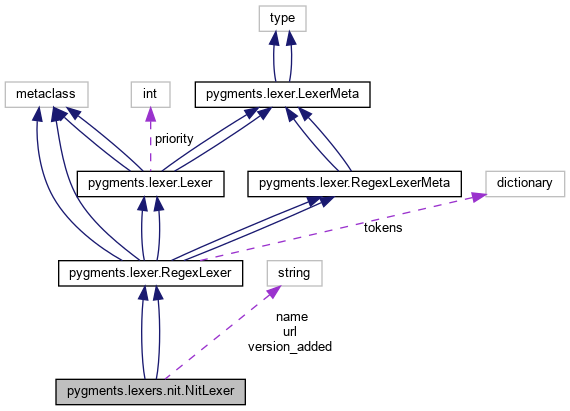 type
metaclass
int
pygments.lexer.LexerMeta
priority
pygments.lexer.Lexer
pygments.lexer.RegexLexerMeta
dictionary
tokens
pygments.lexer.RegexLexer
string
name
url
version_added
pygments.lexers.nit.NitLexer